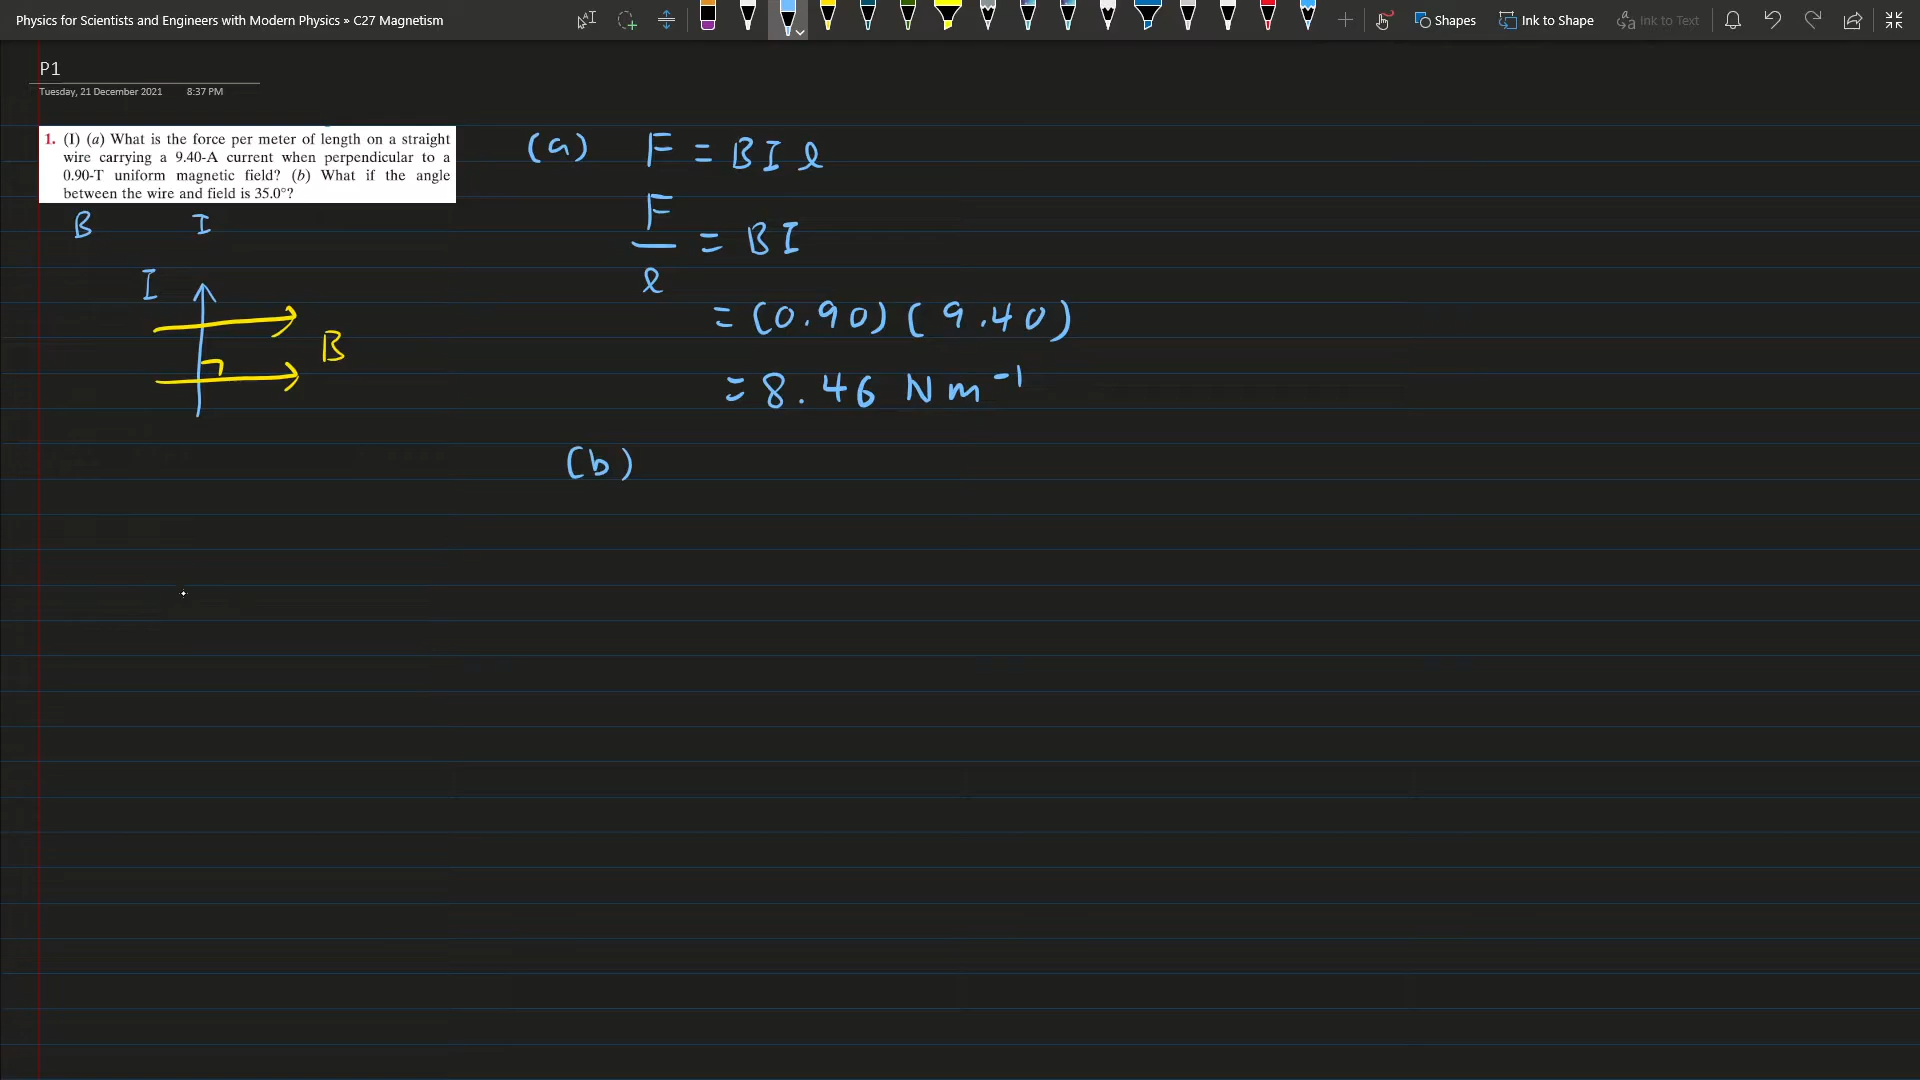 Physics for Scientists and Engineers with Modern Physics » C27 Magnetism
Shapes
Ink to Shape
Ink to Text
P1
Tuesday, 21 December 2021 8:37 PM
1. (I) (a) What is the force per meter of length on a straight
wire carrying a 9.40-A current when perpendicular to a
0.90-T uniform magnetic field? (b) What if the angle
between the wire and field is 35.0°?
B I
I
B
(a) F = B I ℓ
F/ℓ = B I
= (0.90) (9.40)
= 8.46 N m⁻¹
(b)